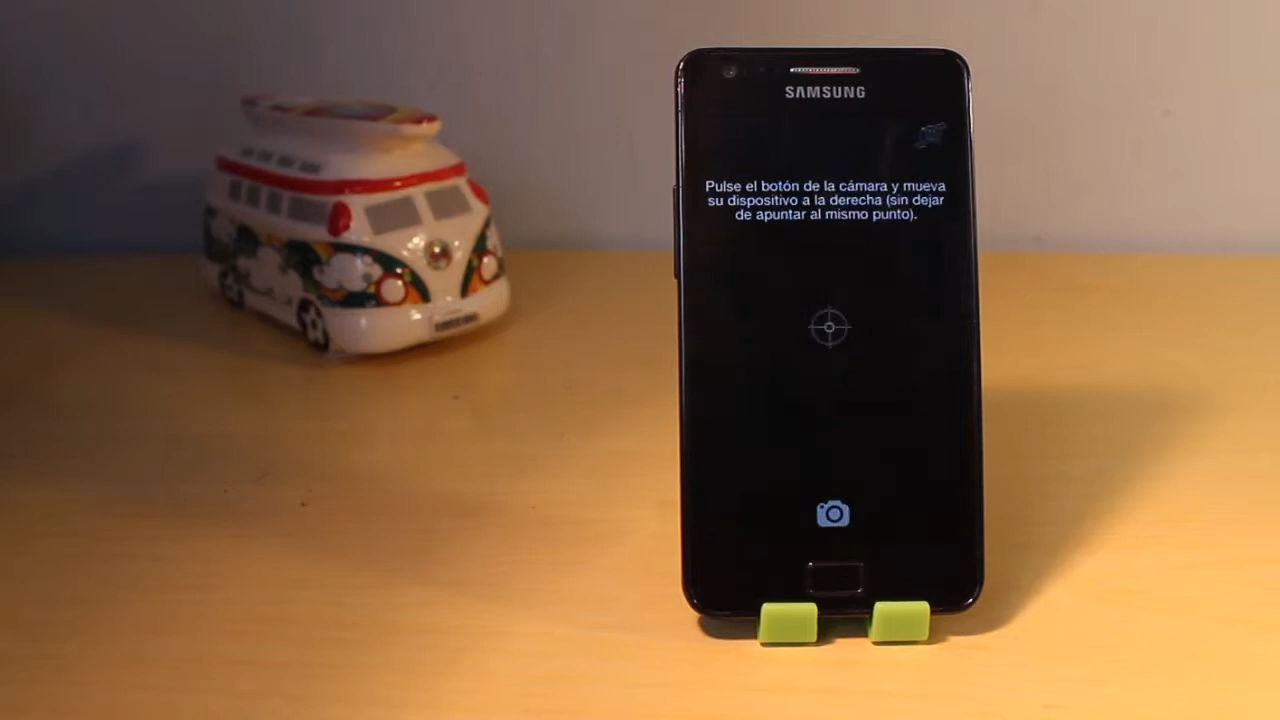 SAMSUNG
Pulse el botón de la cámara y mueva
su dispositivo a la derecha (sin dejar
de apuntar al mismo punto).